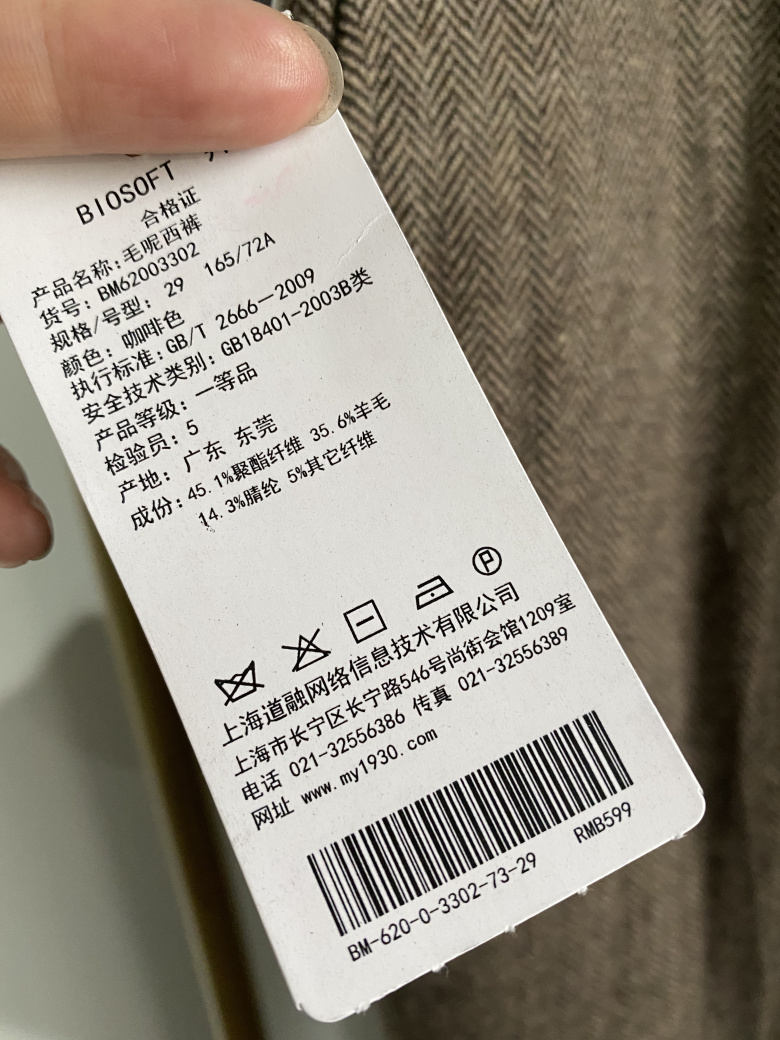 BIOSOFT
合格证
产品名称:毛呢西裤
货号: BM62003302
规格/号型: 29 165/72A
颜色: 咖啡色
执行标准: GB/T 2666—2009
安全技术类别: GB18401-2003B类
产品等级: 一等品
检验员: 5
产地: 广东 东莞
成份: 45.1%聚酯纤维 35.6%羊毛
14.3%腈纶 5%其它纤维
P
上海道融网络信息技术有限公司
上海市长宁区长宁路546号尚街会馆1209室
电话 021-32556386 传真 021-32556389
网址 www.my1930.com
RMB599
BM-620-0-3302-73-29